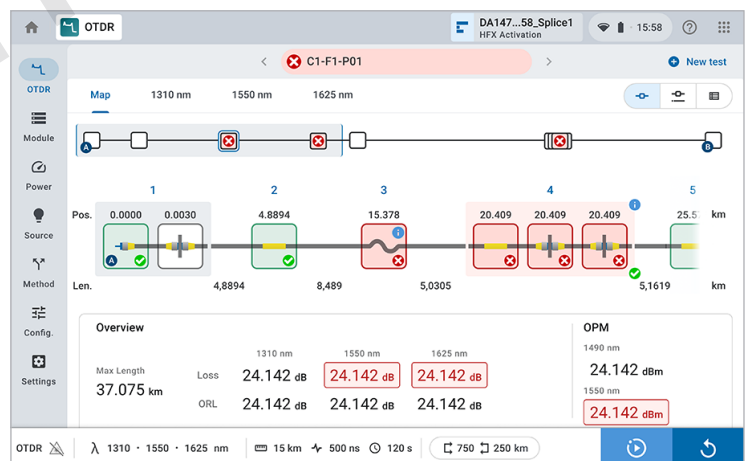 OTDR
DA147...58_Splice1
HFX Activation
15:58
C1-F1-P01
New test
OTDR
Map 1310 nm 1550 nm 1625 nm
Module
A
B
Power
1 2 3 4 5
Pos. 0.0000 0.0030 4.8894 15.378 20.409 20.409 20.409 25.5 km
Source
A
Method
Len. 4,8894 8,489 5,0305 5,1619 km
Config.
Settings
Overview
1310 nm 1550 nm 1625 nm
Max Length
37.075 km
Loss 24.142 dB 24.142 dB 24.142 dB
ORL 24.142 dB 24.142 dB 24.142 dB
OPM
1490 nm
24.142 dBm
1550 nm
24.142 dBm
OTDR λ 1310 · 1550 · 1625 nm 15 km 500 ns 120 s 750 250 km